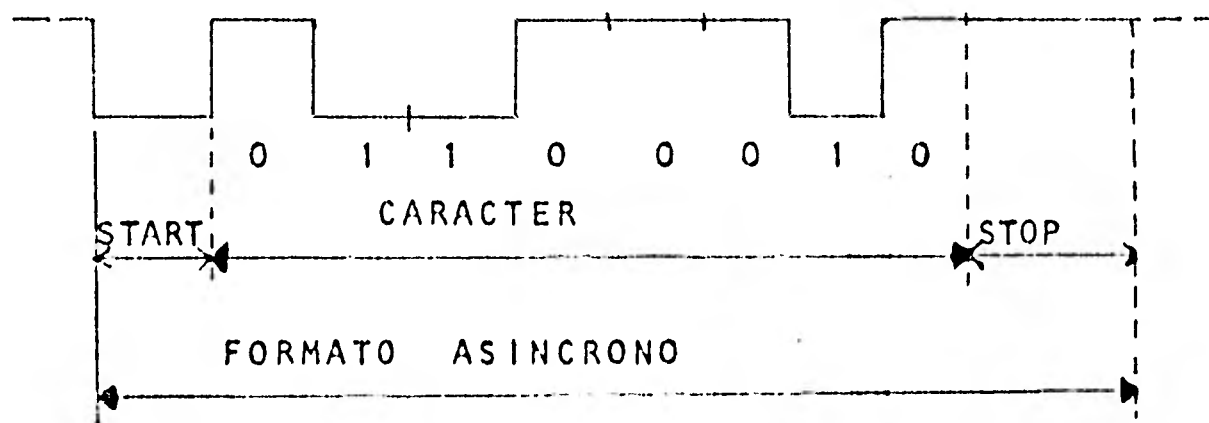 0 1 1 0 0 0 1 0
CARACTER
START STOP
FORMATO ASINCRONO